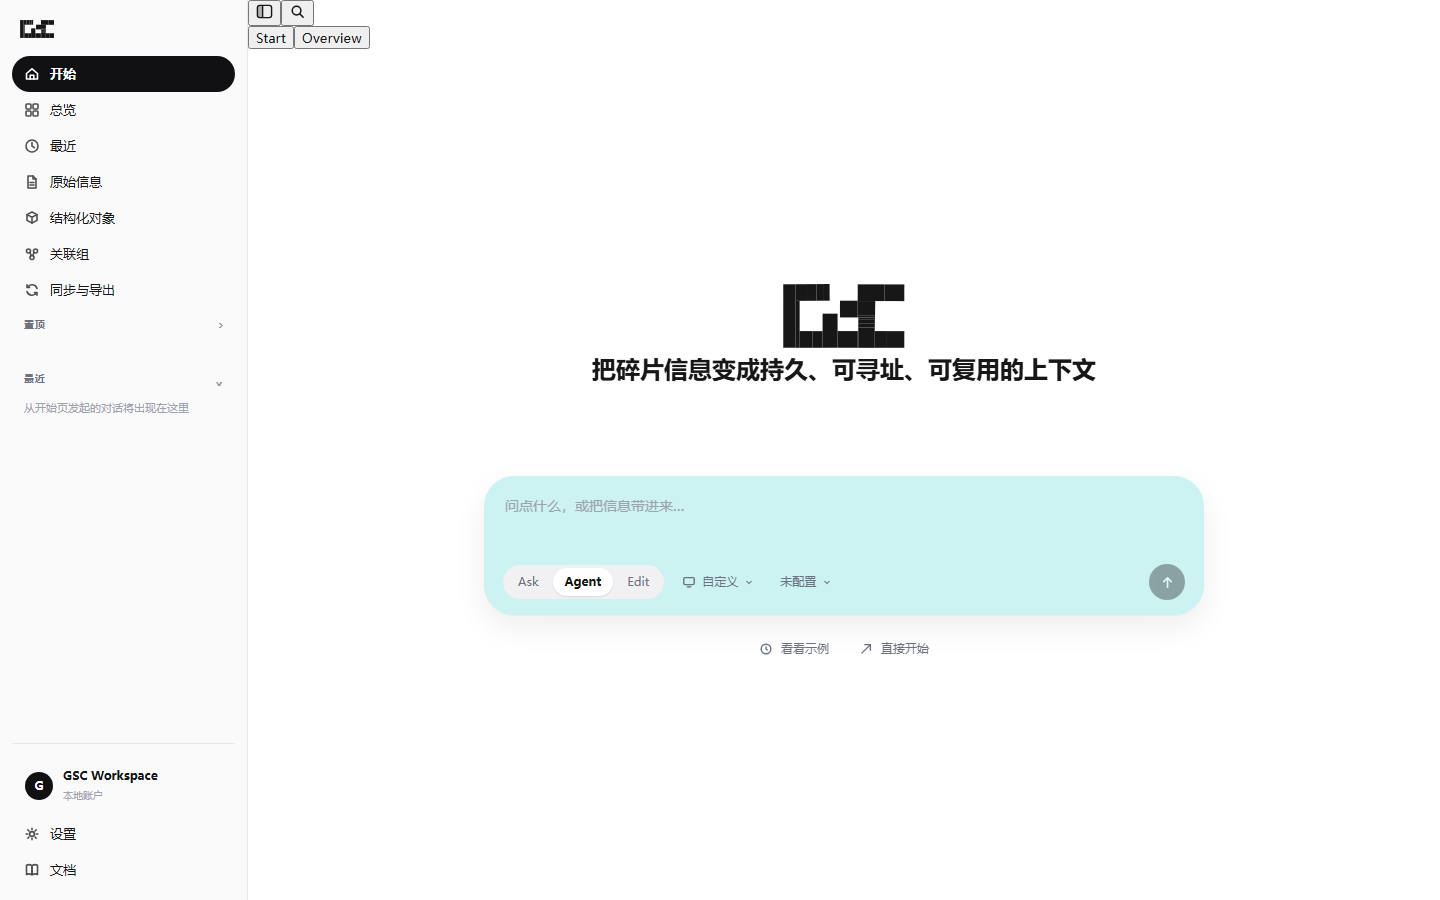 GSC
开始
总览
最近
原始信息
结构化对象
关联组
同步与导出
置顶
最近
从开始页发起的对话将出现在这里
G
GSC Workspace
本地账户
设置
文档
Start Overview
GSC
把碎片信息变成持久、可寻址、可复用的上下文
问点什么，或把信息带进来...
Ask Agent Edit 自定义 未配置
看看示例 直接开始